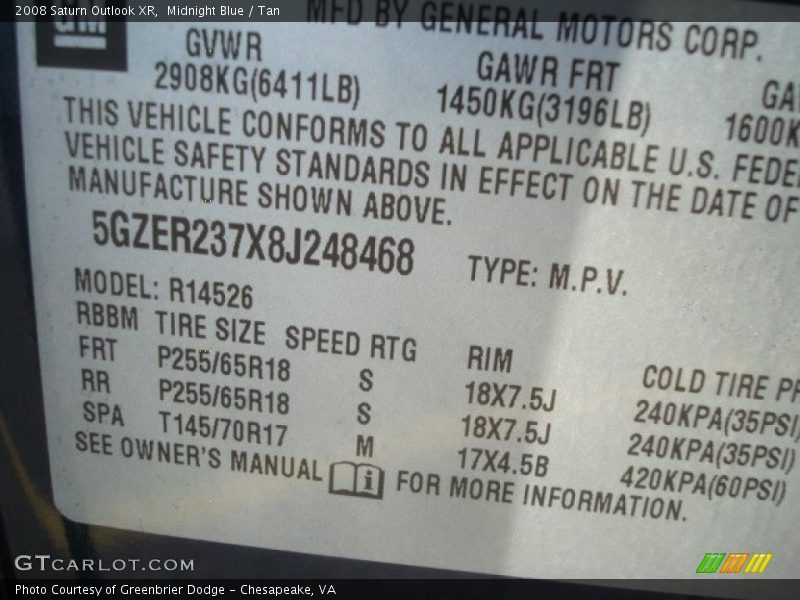 2008 Saturn Outlook XR, Midnight Blue / Tan
MFD BY GENERAL MOTORS CORP.
GM
GVWR GAWR FRT
2908KG(6411LB) 1450KG(3196LB) 1600K
THIS VEHICLE CONFORMS TO ALL APPLICABLE U.S. FEDE
VEHICLE SAFETY STANDARDS IN EFFECT ON THE DATE OF
MANUFACTURE SHOWN ABOVE.
5GZER237X8J248468 TYPE: M.P.V.
MODEL: R14526
RBBM TIRE SIZE SPEED RTG RIM COLD TIRE PR
FRT P255/65R18 S 18X7.5J 240KPA(35PSI)
RR P255/65R18 S 18X7.5J 240KPA(35PSI)
SPA T145/70R17 M 17X4.5B 420KPA(60PSI)
SEE OWNER'S MANUAL FOR MORE INFORMATION.
GTCARLOT.COM
Photo Courtesy of Greenbrier Dodge - Chesapeake, VA